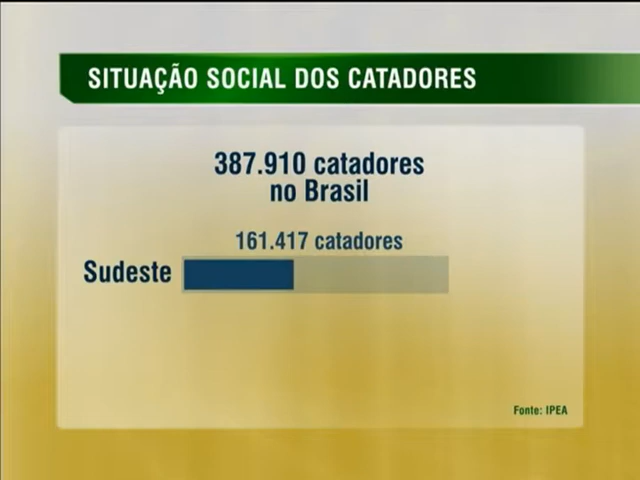 SITUAÇÃO SOCIAL DOS CATADORES
387.910 catadores
no Brasil
161.417 catadores
Sudeste
Fonte: IPEA